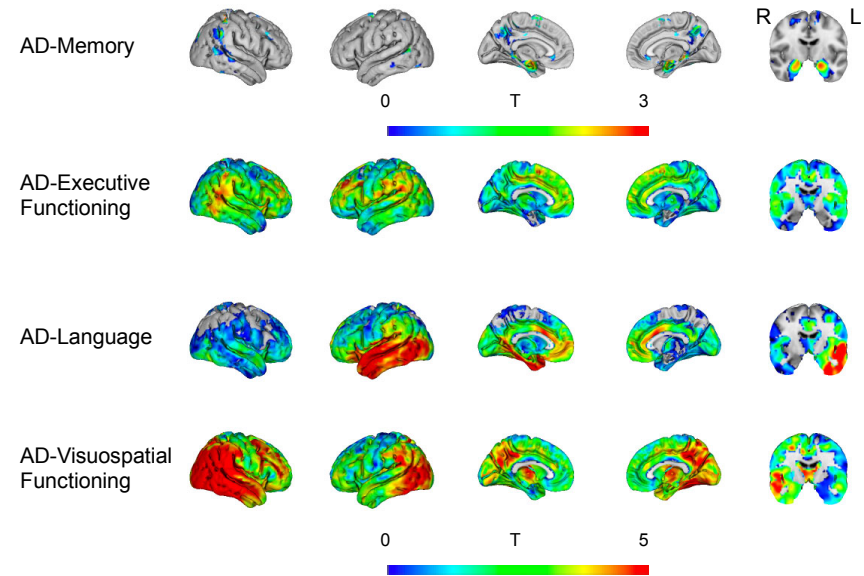 R L
AD-Memory
0 T 3
AD-Executive
Functioning
AD-Language
AD-Visuospatial
Functioning
0 T 5